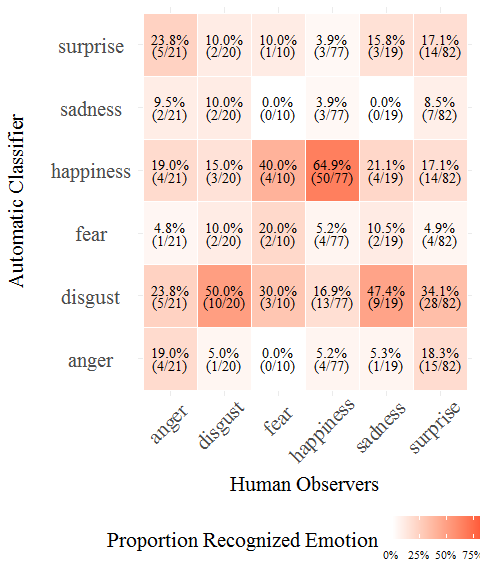 Automatic Classifier
surprise
23.8% 10.0% 10.0% 3.9% 15.8% 17.1%
(5/21) (2/20) (1/10) (3/77) (3/19) (14/82)
sadness
9.5% 10.0% 0.0% 3.9% 0.0% 8.5%
(2/21) (2/20) (0/10) (3/77) (0/19) (7/82)
happiness
19.0% 15.0% 40.0% 64.9% 21.1% 17.1%
(4/21) (3/20) (4/10) (50/77) (4/19) (14/82)
fear
4.8% 10.0% 20.0% 5.2% 10.5% 4.9%
(1/21) (2/20) (2/10) (4/77) (2/19) (4/82)
disgust
23.8% 50.0% 30.0% 16.9% 47.4% 34.1%
(5/21) (10/20) (3/10) (13/77) (9/19) (28/82)
anger
19.0% 5.0% 0.0% 5.2% 5.3% 18.3%
(4/21) (1/20) (0/10) (4/77) (1/19) (15/82)
anger disgust fear happiness sadness surprise
Human Observers
Proportion Recognized Emotion
0% 25% 50% 75%